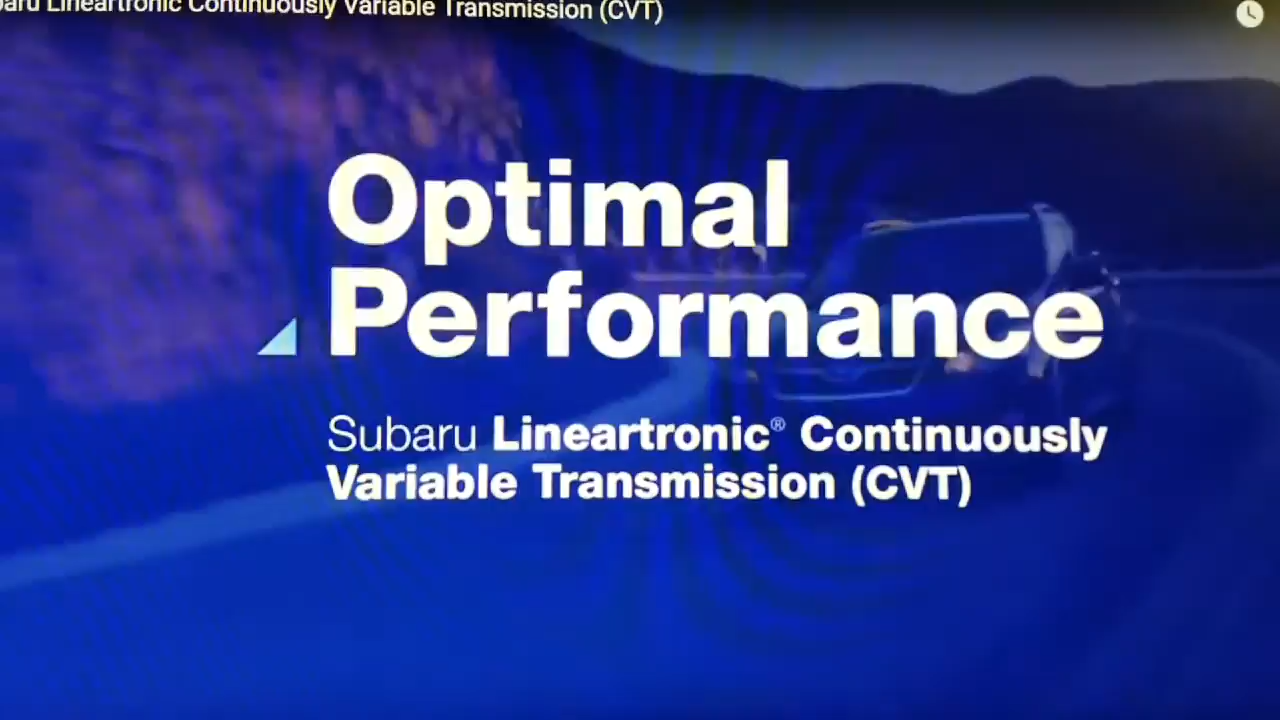 Lineartronic Continuously Variable Transmission (CVT)
Optimal
Performance
Subaru Lineartronic® Continuously
Variable Transmission (CVT)